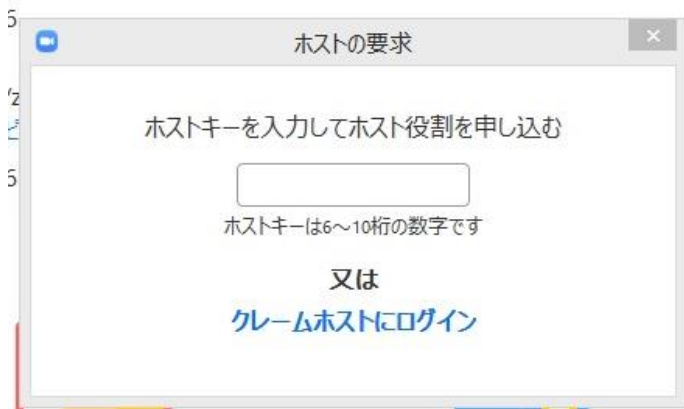 ホストの要求
ホストキーを入力してホスト役割を申し込む
ホストキーは6～10桁の数字です
又は
クレームホストにログイン